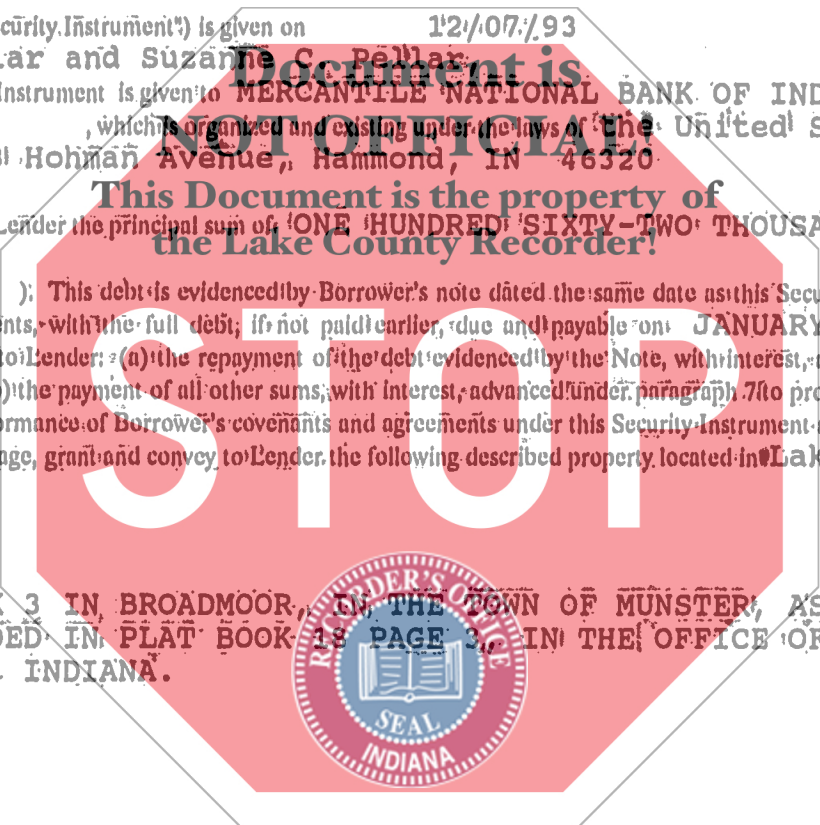 curity Instrument") is given on 12/07/93
lar and Suzanne C. Pellar
Document is
Instrument is given to MERCANTILE NATIONAL BANK OF IND
, which is organized and existing under the laws of the United S
NOT OFFICIAL!
Hohman Avenue, Hammond, IN 46320
This Document is the property of
Lender the principal sum of ONE HUNDRED SIXTY-TWO THOUSA
the Lake County Recorder!
). This debt is evidenced by Borrower's note dated the same date as this Secu
nts, with the full debt, if not paid earlier, due and payable on JANUARY
to Lender: (a) the repayment of the debt evidenced by the Note, with interest,
) the payment of all other sums, with interest, advanced under paragraph 7 to pro
ormance of Borrower's covenants and agreements under this Security Instrument
age, grant and convey to Lender the following described property located in Lak
STOP
K 3 IN BROADMOOR, IN THE TOWN OF MUNSTER, AS
DED IN PLAT BOOK 18 PAGE 3, IN THE OFFICE OF
INDIANA.
RECORDER'S OFFICE
SEAL
INDIANA